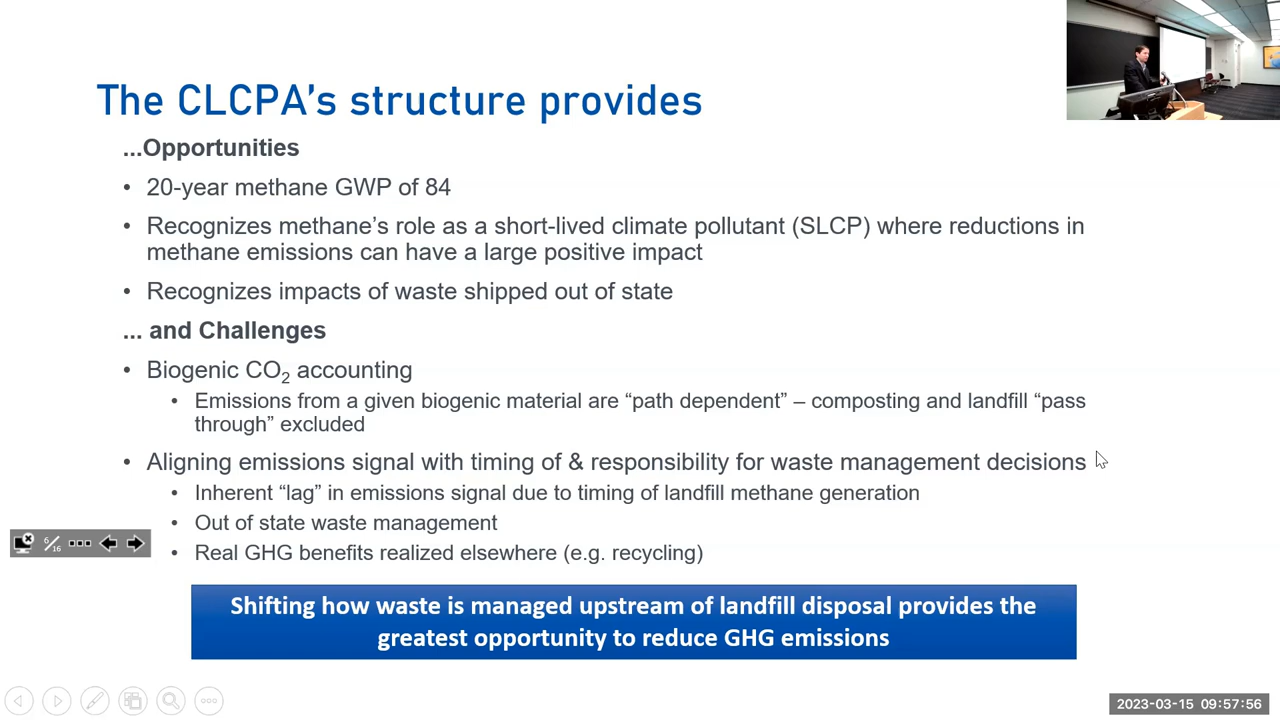 The CLCPA's structure provides
...Opportunities
• 20-year methane GWP of 84
• Recognizes methane's role as a short-lived climate pollutant (SLCP) where reductions in
methane emissions can have a large positive impact
• Recognizes impacts of waste shipped out of state
... and Challenges
• Biogenic CO₂ accounting
• Emissions from a given biogenic material are “path dependent” – composting and landfill “pass
through” excluded
• Aligning emissions signal with timing of & responsibility for waste management decisions
• Inherent “lag” in emissions signal due to timing of landfill methane generation
• Out of state waste management
6/16
• Real GHG benefits realized elsewhere (e.g. recycling)
Shifting how waste is managed upstream of landfill disposal provides the
greatest opportunity to reduce GHG emissions
2023-03-15 09:57:56